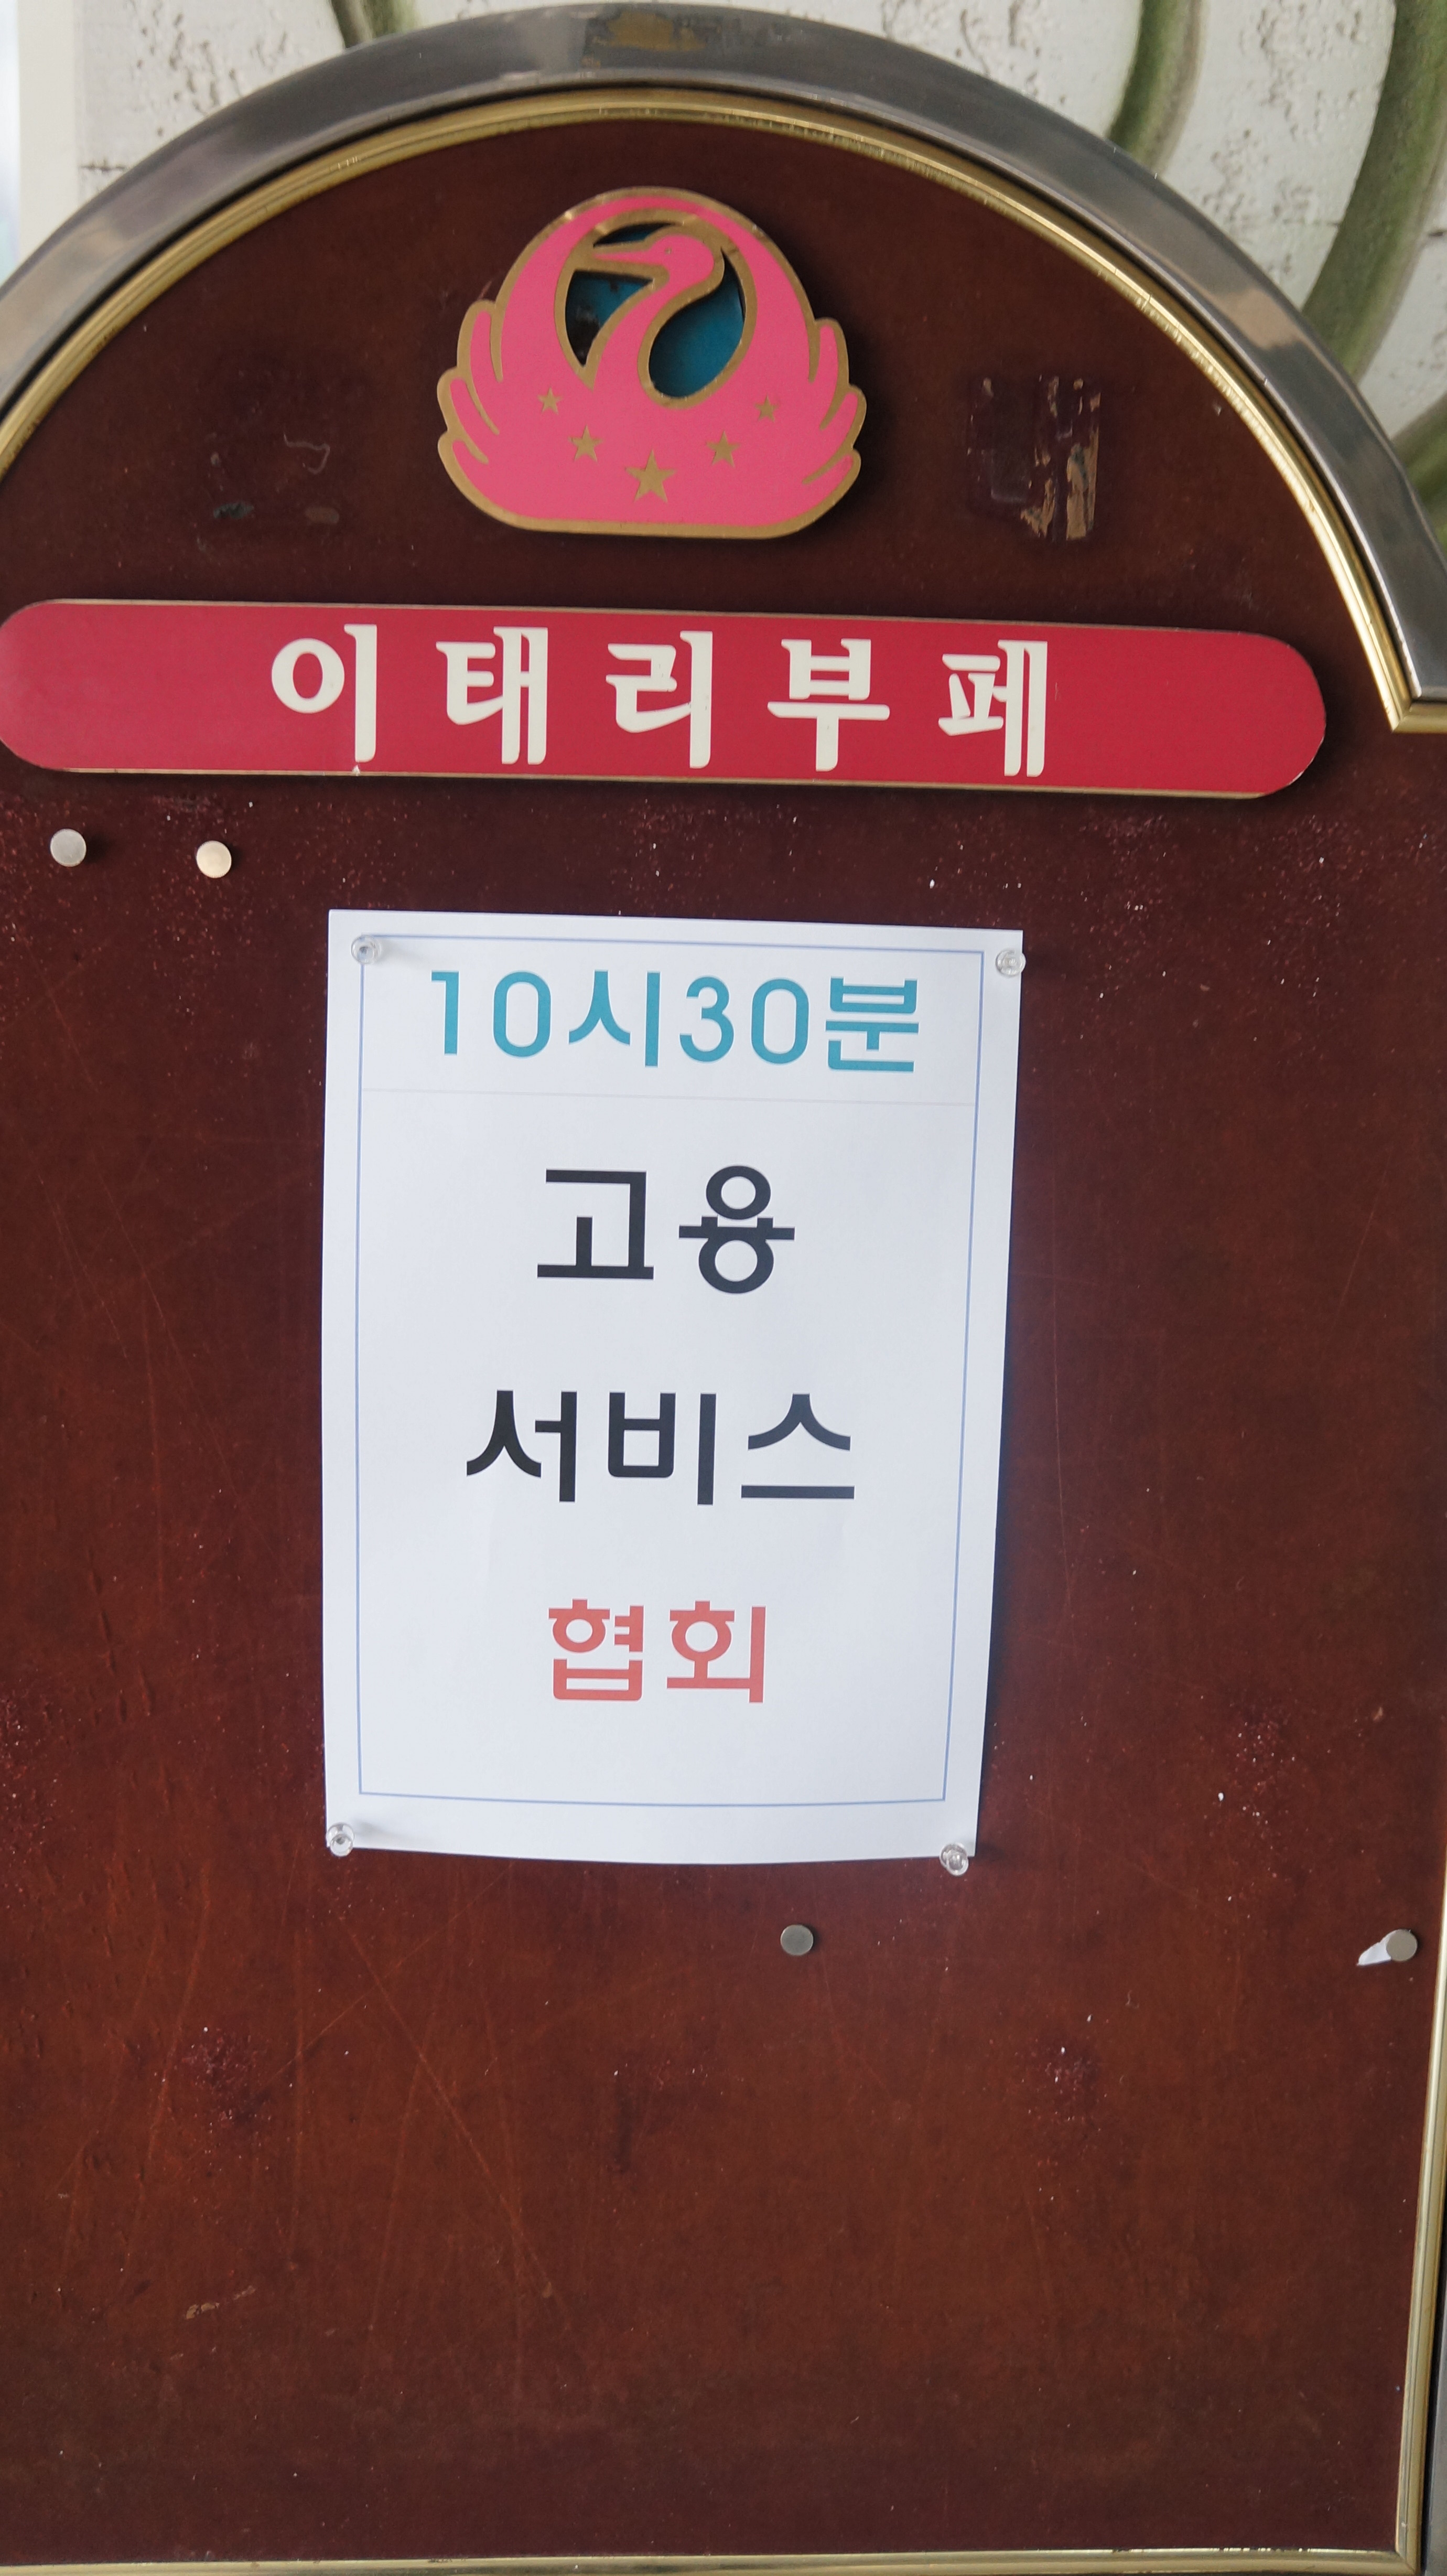 이태리부페
10시30분
고용
서비스
협회